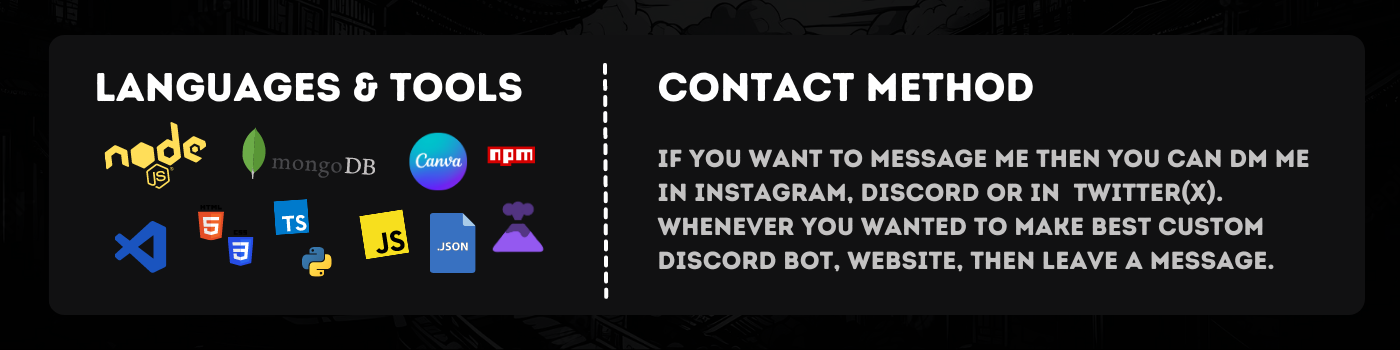 LANGUAGES & TOOLS
node
JS
mongoDB
Canva
npm
HTML
5
CSS
3
TS
JS
.JSON
CONTACT METHOD
IF YOU WANT TO MESSAGE ME THEN YOU CAN DM ME
IN INSTAGRAM, DISCORD OR IN TWITTER(X).
WHENEVER YOU WANTED TO MAKE BEST CUSTOM
DISCORD BOT, WEBSITE, THEN LEAVE A MESSAGE.